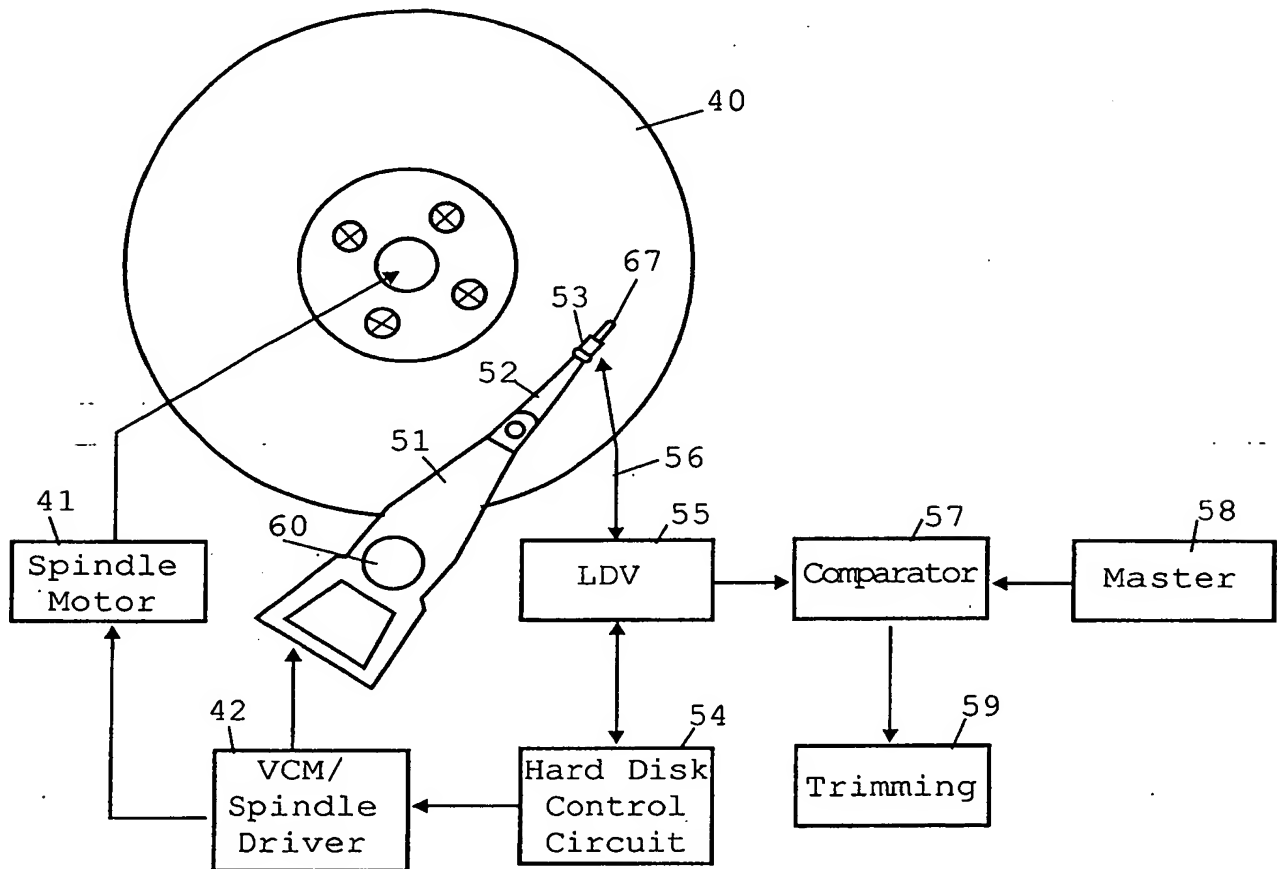 40
67
53
52
51
56
41
60
55
57
58
Spindle
Motor
LDV
Comparator
Master
42
54
59
VCM/
Spindle
Driver
Hard Disk
Control
Circuit
Trimming